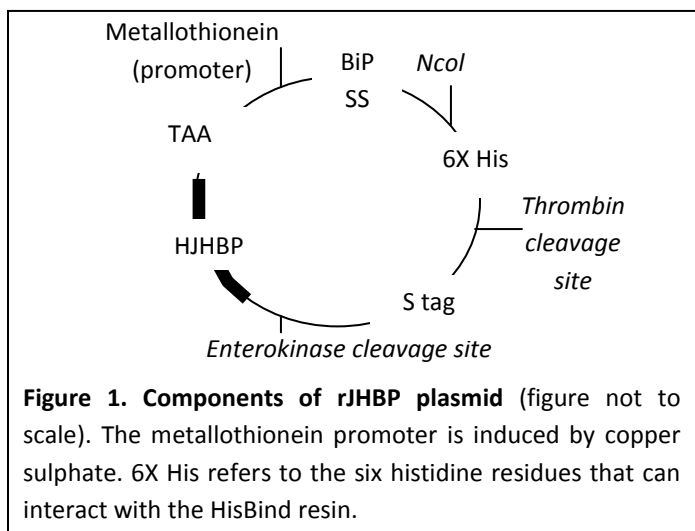 Metallothionein
(promoter)
BiP
SS
NcoI
6X His
Thrombin
cleavage
site
S tag
Enterokinase cleavage site
HJHBP
TAA
Figure 1. Components of rJHBP plasmid (figure not to
scale). The metallothionein promoter is induced by copper
sulphate. 6X His refers to the six histidine residues that can
interact with the HisBind resin.